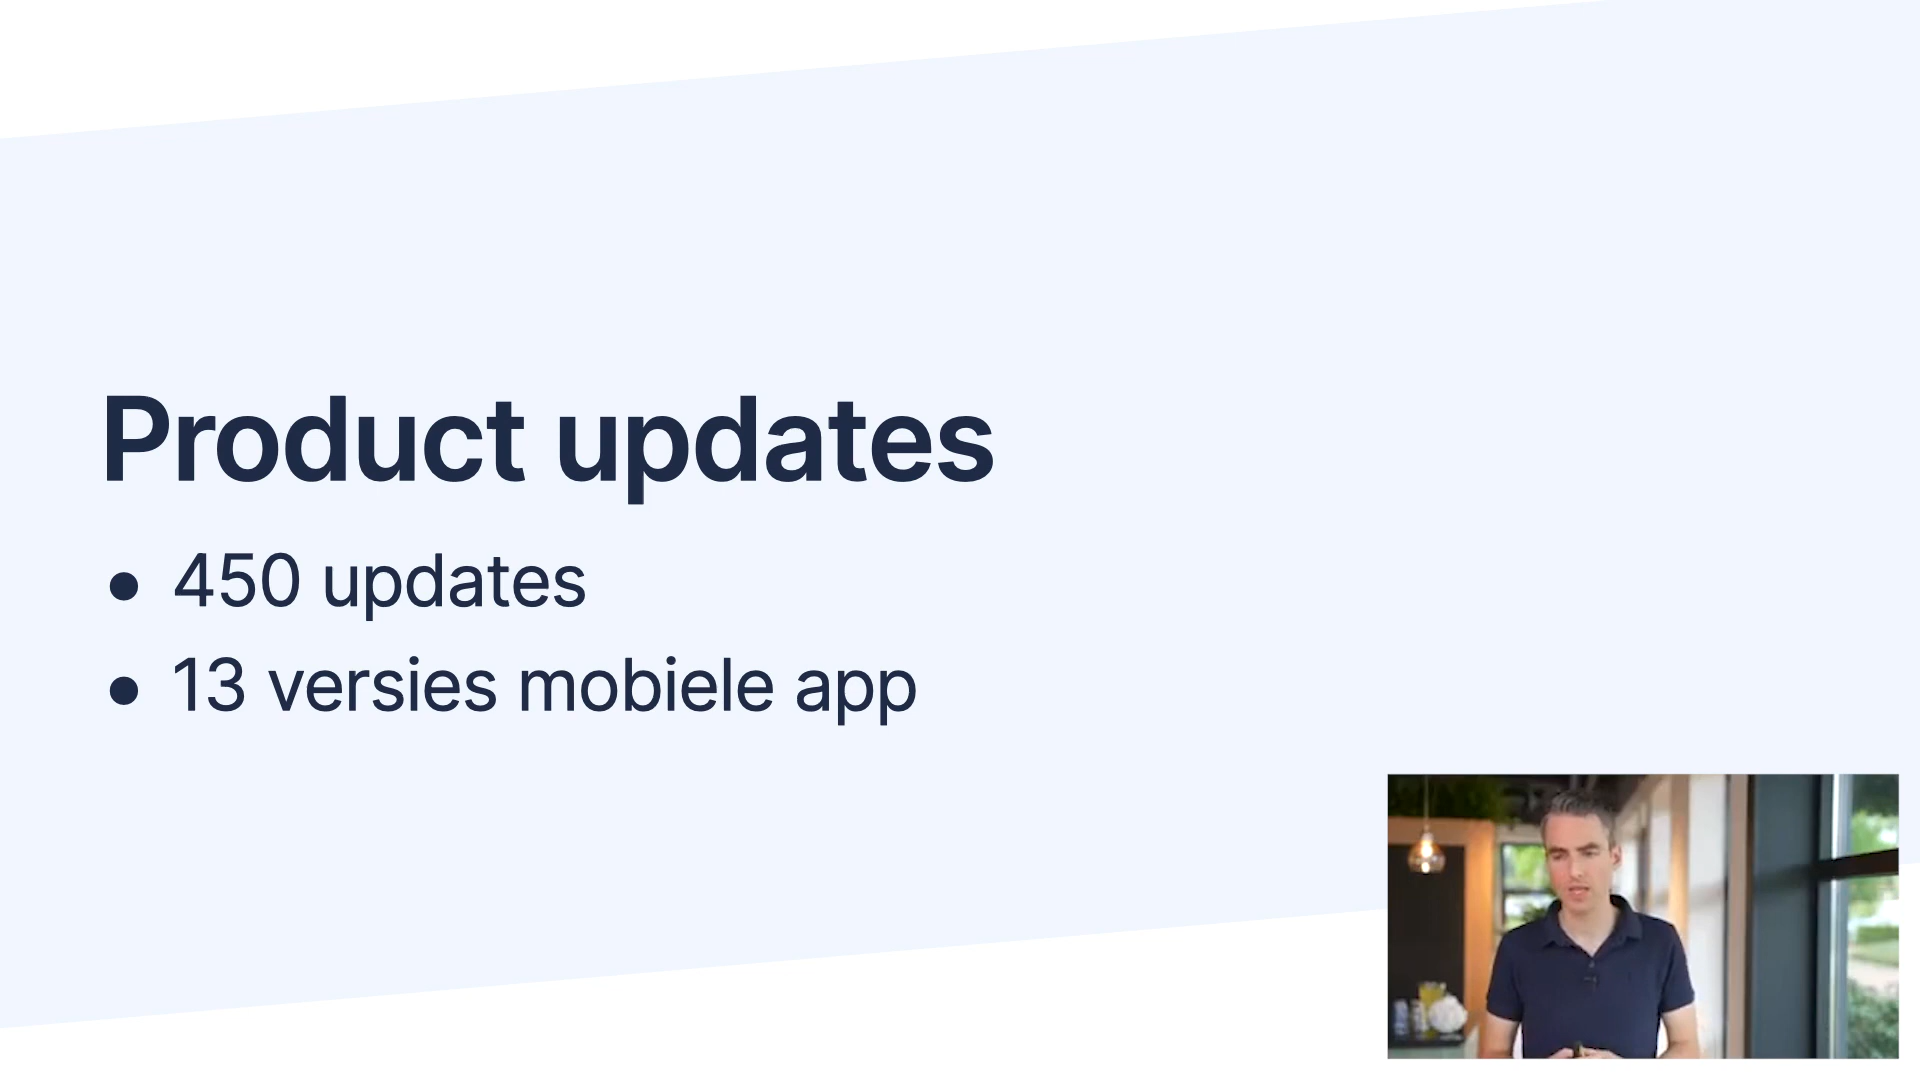 Product updates
• 450 updates
• 13 versies mobiele app